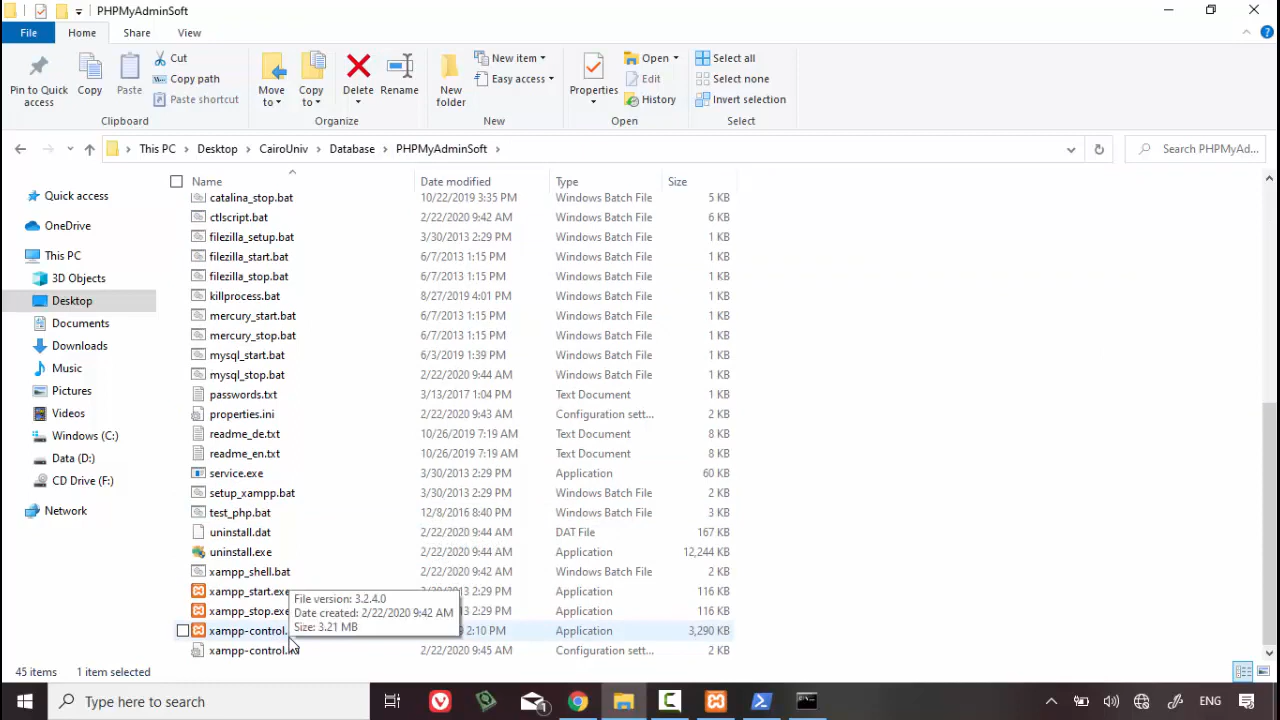 PHPMyAdminSoft
File Home Share View
Pin to Quick access
Copy
Paste
Cut
Copy path
Paste shortcut
Clipboard
Move to
Copy to
Delete
Rename
Organize
New folder
New item
Easy access
New
Properties
Open
Edit
History
Open
Select all
Select none
Invert selection
Select
This PC Desktop CairoUniv Database PHPMyAdminSoft
Search PHPMyAd...
Quick access
OneDrive
This PC
3D Objects
Desktop
Documents
Downloads
Music
Pictures
Videos
Windows (C:)
Data (D:)
CD Drive (F:)
Network
Name Date modified Type Size
catalina_stop.bat 10/22/2019 3:35 PM Windows Batch File 5 KB
ctlscript.bat 2/22/2020 9:42 AM Windows Batch File 6 KB
filezilla_setup.bat 3/30/2013 2:29 PM Windows Batch File 1 KB
filezilla_start.bat 6/7/2013 1:15 PM Windows Batch File 1 KB
filezilla_stop.bat 6/7/2013 1:15 PM Windows Batch File 1 KB
killprocess.bat 8/27/2019 4:01 PM Windows Batch File 1 KB
mercury_start.bat 6/7/2013 1:15 PM Windows Batch File 1 KB
mercury_stop.bat 6/7/2013 1:15 PM Windows Batch File 1 KB
mysql_start.bat 6/3/2019 1:39 PM Windows Batch File 1 KB
mysql_stop.bat 2/22/2020 9:44 AM Windows Batch File 1 KB
passwords.txt 3/13/2017 1:04 PM Text Document 1 KB
properties.ini 2/22/2020 9:43 AM Configuration sett... 2 KB
readme_de.txt 10/26/2019 7:19 AM Text Document 8 KB
readme_en.txt 10/26/2019 7:19 AM Text Document 8 KB
service.exe 3/30/2013 2:29 PM Application 60 KB
setup_xampp.bat 3/30/2013 2:29 PM Windows Batch File 2 KB
test_php.bat 12/8/2016 8:40 PM Windows Batch File 3 KB
uninstall.dat 2/22/2020 9:44 AM DAT File 167 KB
uninstall.exe 2/22/2020 9:44 AM Application 12,244 KB
xampp_shell.bat 2/22/2020 9:42 AM Windows Batch File 2 KB
xampp_start.exe 2:29 PM Application 116 KB
xampp_stop.exe 2:29 PM Application 116 KB
xampp-control. 2:10 PM Application 3,290 KB
xampp-control. 2/22/2020 9:45 AM Configuration sett... 2 KB
File version: 3.2.4.0
Date created: 2/22/2020 9:42 AM
Size: 3.21 MB
45 items 1 item selected
Type here to search
1
ENG